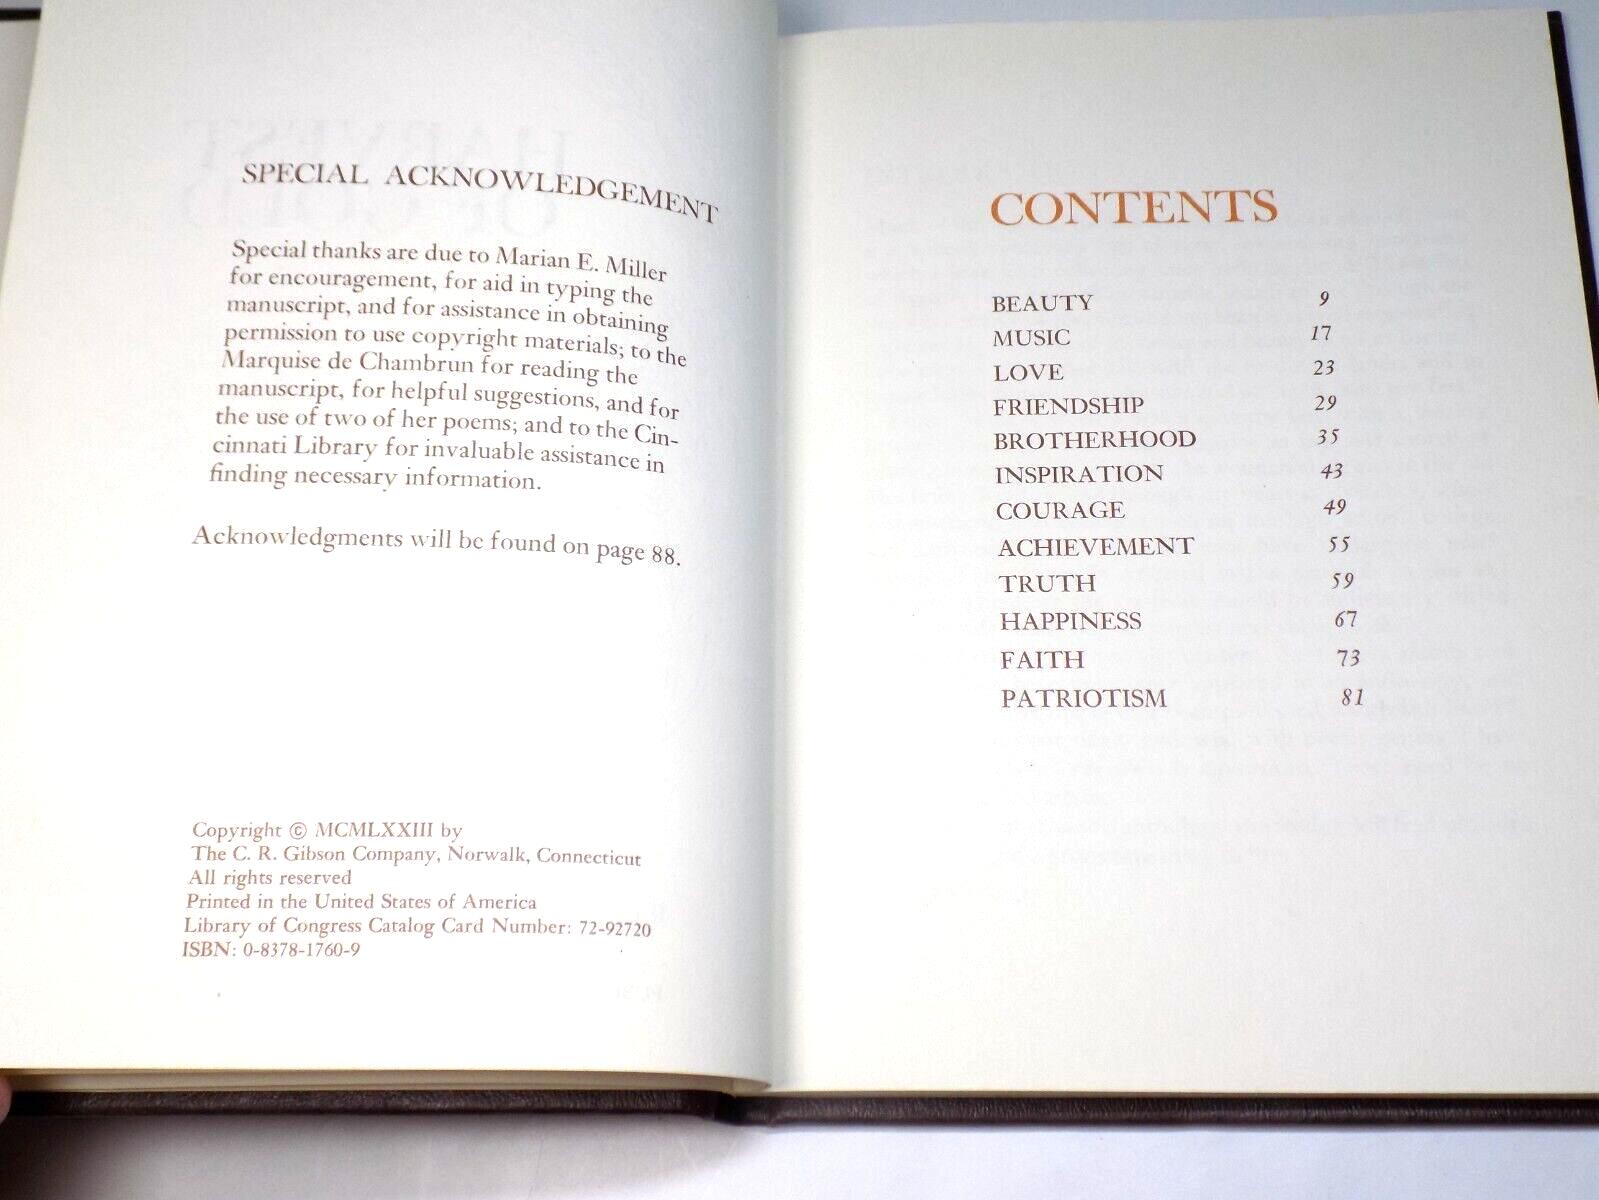 SPECIAL ACKNOWLEDGEMENT
Special thanks are due to Marian E. Miller
for encouragement, for aid in typing the
manuscript, and for assistance in obtaining
permission to use copyright materials; to the
Marquise de Chambrun for reading the
manuscript, for helpful suggestions, and for
the use of two of her poems; and to the Cin-
cinnati Library for invaluable assistance in
finding necessary information.
Acknowledgments will be found on page 88.
Copyright © MCMLXXIII by
The C. R. Gibson Company, Norwalk, Connecticut
All rights reserved
Printed in the United States of America
Library of Congress Catalog Card Number: 72-92720
ISBN: 0-8378-1760-9
CONTENTS
BEAUTY 9
MUSIC 17
LOVE 23
FRIENDSHIP 29
BROTHERHOOD 35
INSPIRATION 43
COURAGE 49
ACHIEVEMENT 55
TRUTH 59
HAPPINESS 67
FAITH 73
PATRIOTISM 81